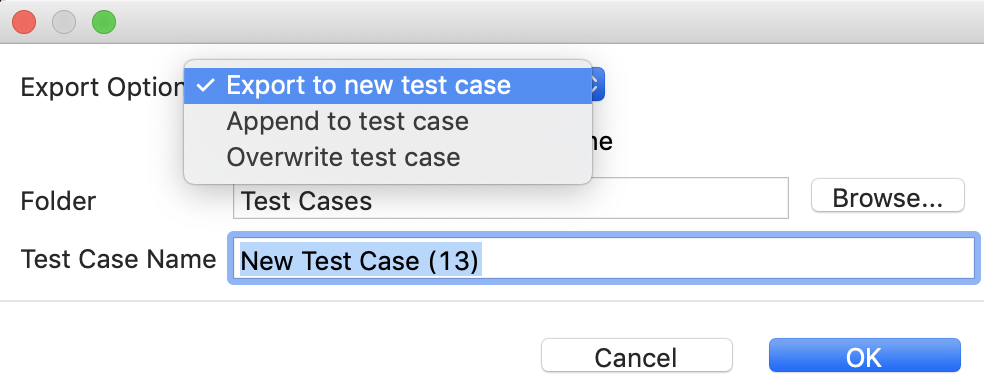 Export Option
Export to new test case
Append to test case
Overwrite test case
Folder
Test Cases
Browse...
Test Case Name
New Test Case (13)
Cancel
OK